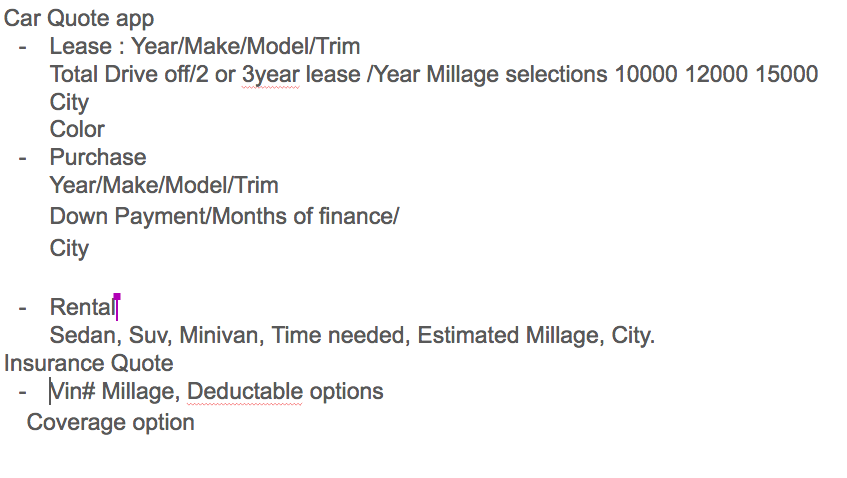 Car Quote app
- Lease : Year/Make/Model/Trim
Total Drive off/2 or 3year lease /Year Millage selections 10000 12000 15000
City
Color
- Purchase
Year/Make/Model/Trim
Down Payment/Months of finance/
City
- Rental
Sedan, Suv, Minivan, Time needed, Estimated Millage, City.
Insurance Quote
- Vin# Millage, Deductable options
Coverage option